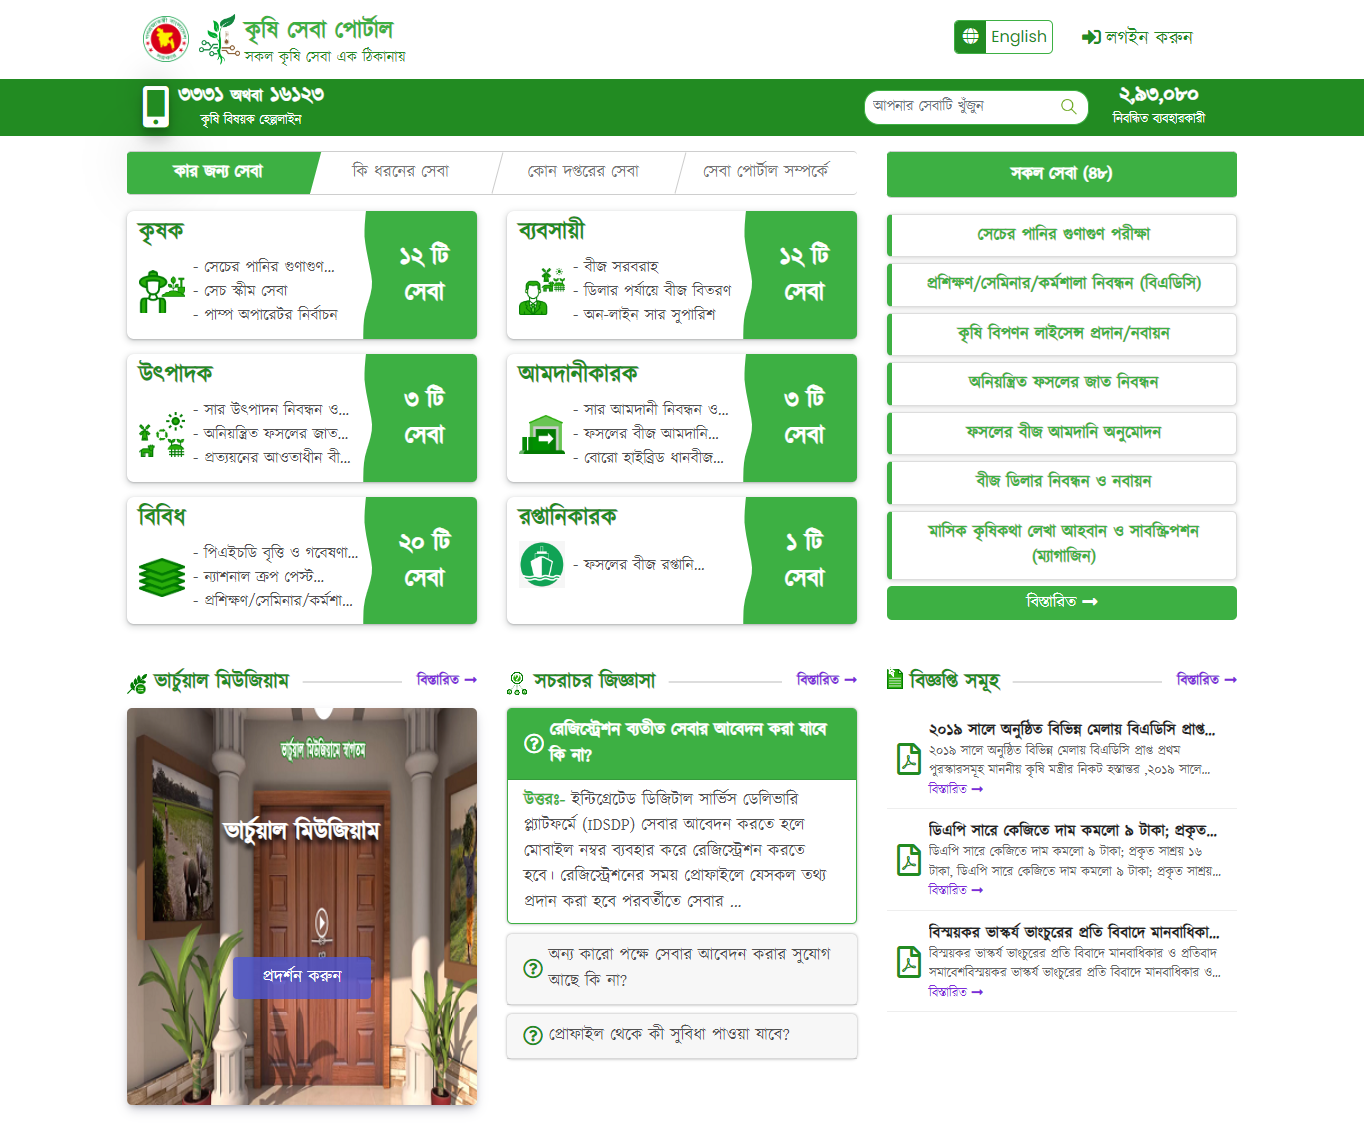 কৃষি সেবা পোর্টাল
সকল কৃষি সেবা এক ঠিকানায়
English
লগইন করুন
৩৩৩১ অথবা ১৬১২৩
কৃষি বিষয়ক হেল্পলাইন
আপনার সেবাটি খুঁজুন
২,৯৩,০৮০
নিবন্ধিত ব্যবহারকারী
কার জন্য সেবা
কি ধরনের সেবা
কোন দপ্তরের সেবা
সেবা পোর্টাল সম্পর্কে
কৃষক
- সেচের পানির গুণাগুণ...
- সেচ স্কীম সেবা
- পাম্প অপারেটর নির্বাচন
১২ টি
সেবা
ব্যবসায়ী
- বীজ সরবরাহ
- ডিলার পর্যায়ে বীজ বিতরণ
- অন-লাইন সার সুপারিশ
১২ টি
সেবা
উৎপাদক
- সার উৎপাদন নিবন্ধন ও...
- অনিয়ন্ত্রিত ফসলের জাত...
- প্রত্যয়নের আওতাধীন বী...
৩ টি
সেবা
আমদানীকারক
- সার আমদানী নিবন্ধন ও...
- ফসলের বীজ আমদানি...
- বোরো হাইব্রিড ধানবীজ...
৩ টি
সেবা
বিবিধ
- পিএইচডি বৃত্তি ও গবেষণা...
- ন্যাশনাল ক্রপ পেস্ট...
- প্রশিক্ষণ/সেমিনার/কর্মশা...
২০ টি
সেবা
রপ্তানিকারক
- ফসলের বীজ রপ্তানি...
১ টি
সেবা
সকল সেবা (৪৮)
সেচের পানির গুণাগুণ পরীক্ষা
প্রশিক্ষণ/সেমিনার/কর্মশালা নিবন্ধন (বিএডিসি)
কৃষি বিপণন লাইসেন্স প্রদান/নবায়ন
অনিয়ন্ত্রিত ফসলের জাত নিবন্ধন
ফসলের বীজ আমদানি অনুমোদন
বীজ ডিলার নিবন্ধন ও নবায়ন
মাসিক কৃষিকথা লেখা আহবান ও সাবস্ক্রিপশন
(ম্যাগাজিন)
বিস্তারিত
ভার্চুয়াল মিউজিয়াম
বিস্তারিত
ভার্চুয়াল মিউজিয়ামে স্বাগতম
ভার্চুয়াল মিউজিয়াম
প্রদর্শন করুন
সচরাচর জিজ্ঞাসা
বিস্তারিত
রেজিস্ট্রেশন ব্যতীত সেবার আবেদন করা যাবে
কি না?
উত্তরঃ- ইন্টিগ্রেটেড ডিজিটাল সার্ভিস ডেলিভারি
প্ল্যাটফর্মে (IDSDP) সেবার আবেদন করতে হলে
মোবাইল নম্বর ব্যবহার করে রেজিস্ট্রেশন করতে
হবে। রেজিস্ট্রেশনের সময় প্রোফাইলে যেসকল তথ্য
প্রদান করা হবে পরবর্তীতে সেবার ...
অন্য কারো পক্ষে সেবার আবেদন করার সুযোগ
আছে কি না?
প্রোফাইল থেকে কী সুবিধা পাওয়া যাবে?
বিজ্ঞপ্তি সমূহ
বিস্তারিত
২০১৯ সালে অনুষ্ঠিত বিভিন্ন মেলায় বিএডিসি প্রাপ্ত...
২০১৯ সালে অনুষ্ঠিত বিভিন্ন মেলায় বিএডিসি প্রাপ্ত প্রথম
পুরস্কারসমূহ মাননীয় কৃষি মন্ত্রীর নিকট হস্তান্তর ,২০১৯ সালে...
বিস্তারিত
ডিএপি সারে কেজিতে দাম কমলো ৯ টাকা; প্রকৃত...
ডিএপি সারে কেজিতে দাম কমলো ৯ টাকা; প্রকৃত সাশ্রয় ১৬
টাকা, ডিএপি সারে কেজিতে দাম কমলো ৯ টাকা; প্রকৃত সাশ্রয়...
বিস্তারিত
বিস্ময়কর ভাস্কর্য ভাংচুরের প্রতি বিবাদে মানবাধিকা...
বিস্ময়কর ভাস্কর্য ভাংচুরের প্রতি বিবাদে মানবাধিকার ও প্রতিবাদ
সমাবেশবিস্ময়কর ভাস্কর্য ভাংচুরের প্রতি বিবাদে মানবাধিকার ও...
বিস্তারিত